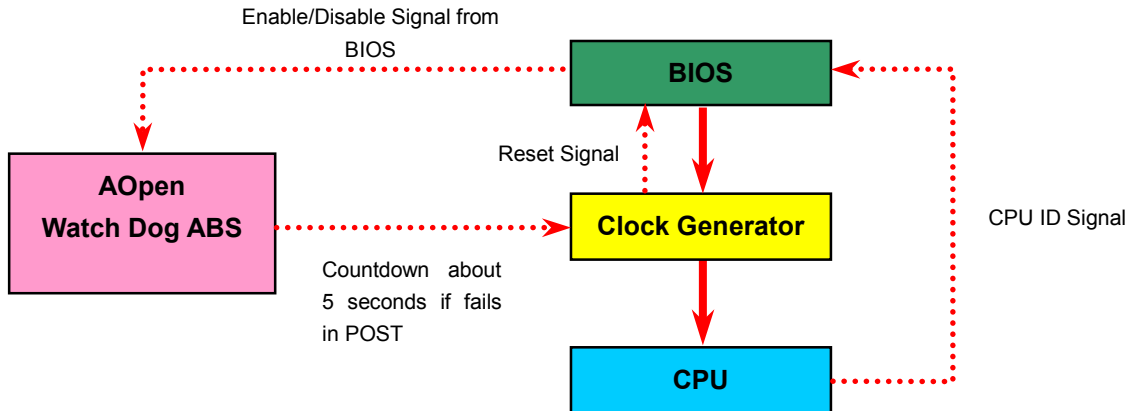 Enable/Disable Signal from
BIOS
BIOS
Reset Signal
AOpen
Watch Dog ABS
Clock Generator
CPU ID Signal
Countdown about
5 seconds if fails
in POST
CPU